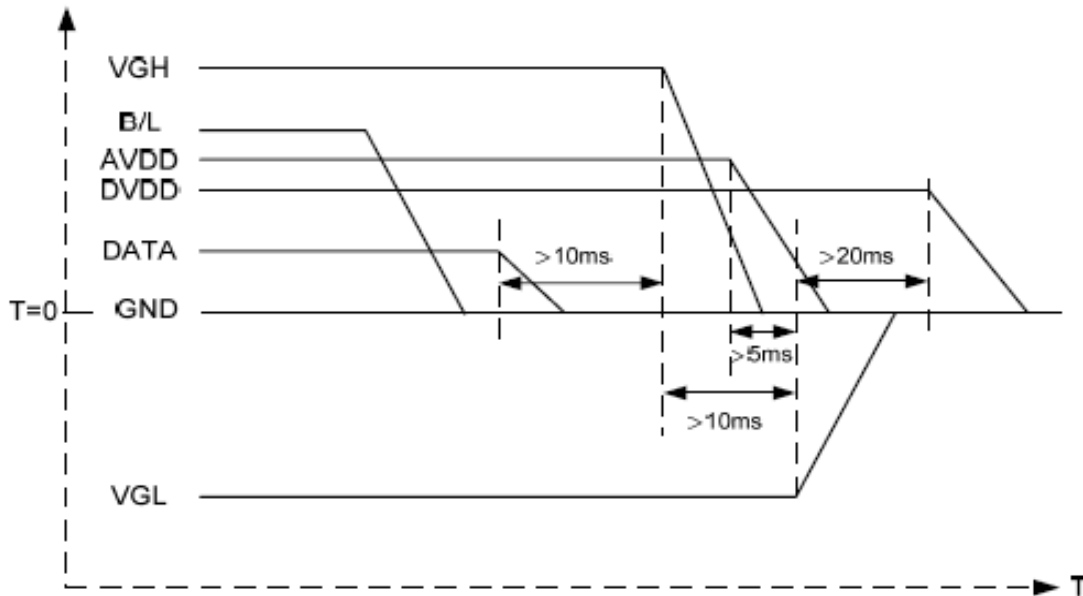 VGH
B/L
AVDD
DVDD
DATA
>10ms
>20ms
T=0
GND
>5ms
>10ms
VGL
T